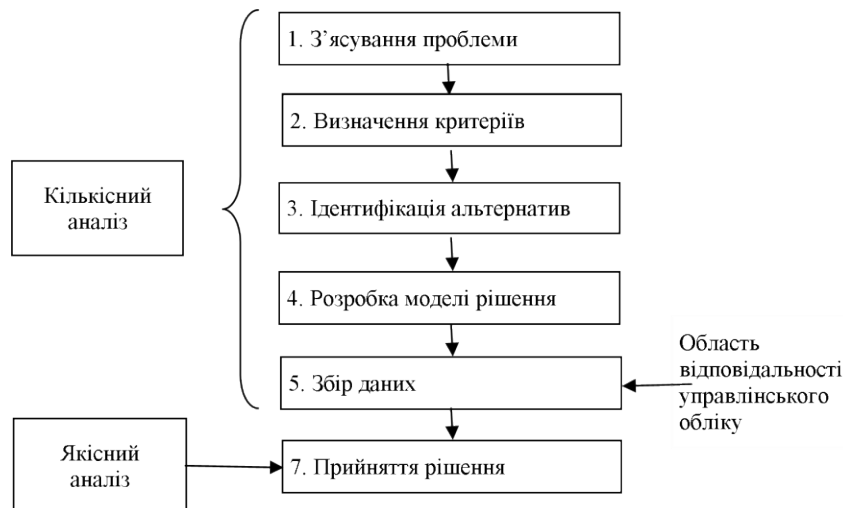 1. З’ясування проблеми
2. Визначення критеріїв
Кількісний
аналіз
3. Ідентифікація альтернатив
4. Розробка моделі рішення
5. Збір даних
Область
відповідальності
управлінського
обліку
Якісний
аналіз
7. Прийняття рішення